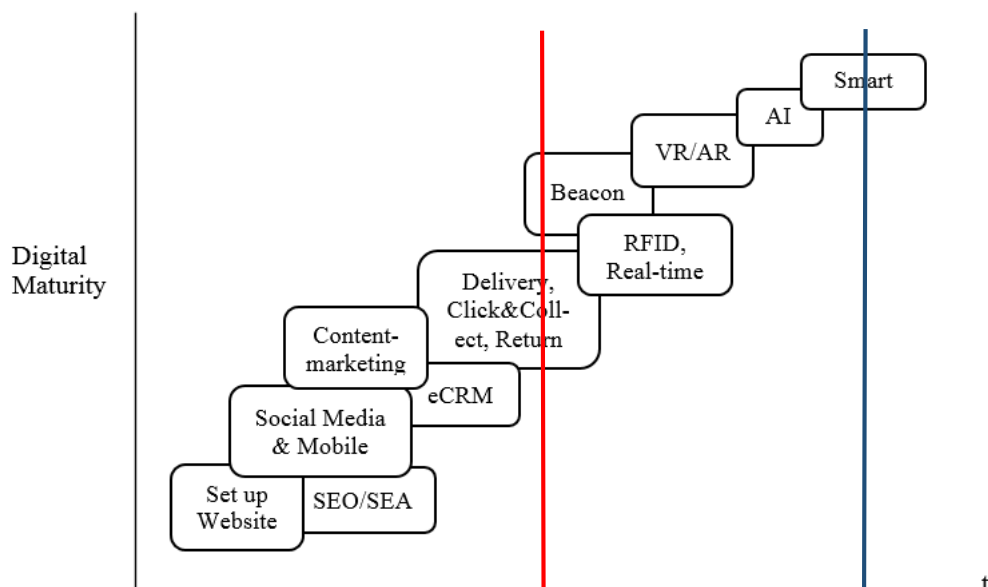 Smart
AI
VR/AR
Beacon
RFID,
Real-time
Digital
Maturity
Delivery,
Click&Coll-
ect, Return
Content-
marketing
eCRM
Social Media
& Mobile
Set up
Website
SEO/SEA
t